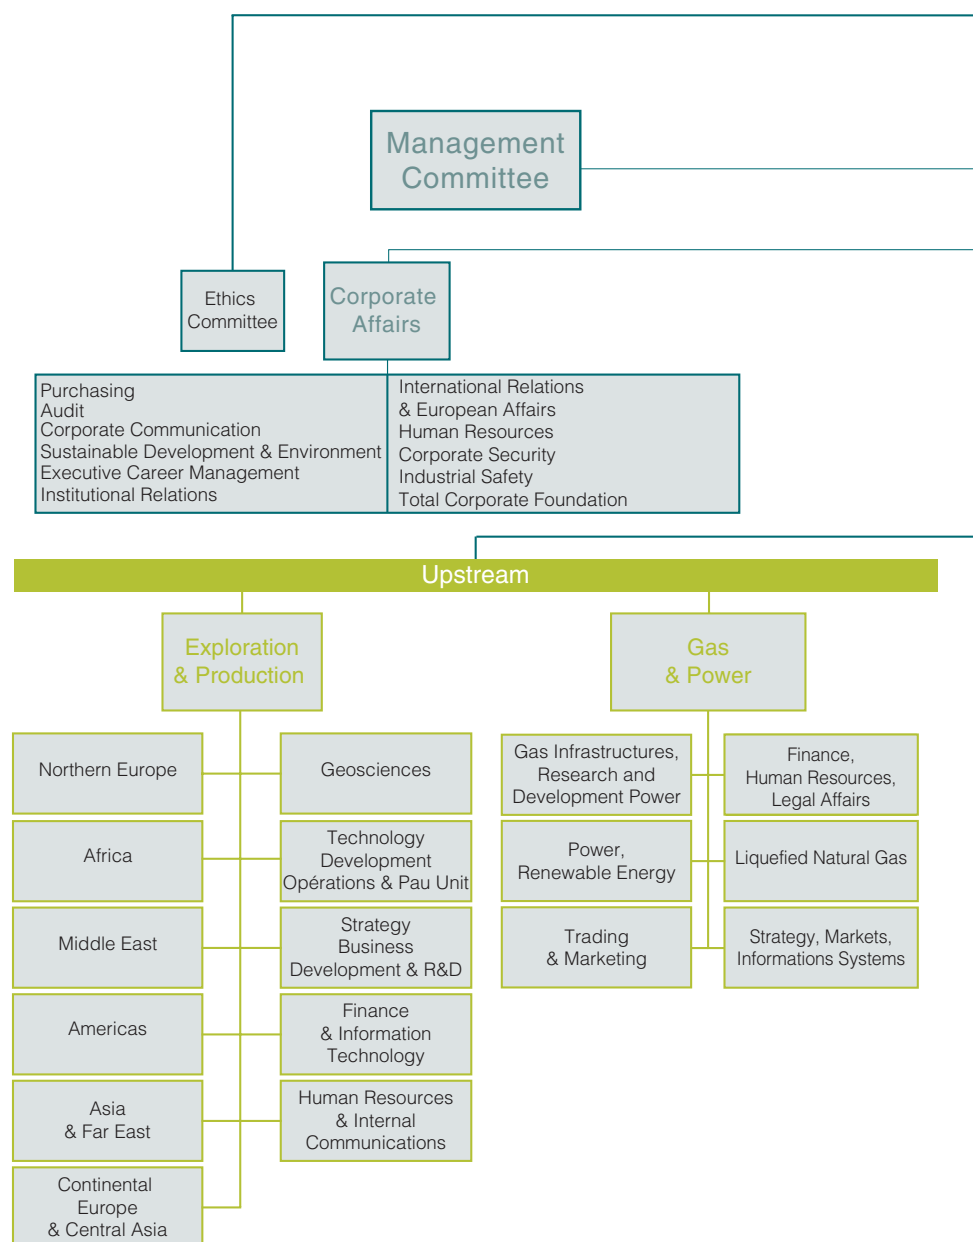 Management
Committee
Ethics
Committee
Corporate
Affairs
Purchasing
Audit
Corporate Communication
Sustainable Development & Environment
Executive Career Management
Institutional Relations
International Relations
& European Affairs
Human Resources
Corporate Security
Industrial Safety
Total Corporate Foundation
Upstream
Exploration
& Production
Northern Europe
Geosciences
Africa
Technology
Development
Opérations & Pau Unit
Middle East
Strategy
Business
Development & R&D
Americas
Finance
& Information
Technology
Asia
& Far East
Human Resources
& Internal
Communications
Continental
Europe
& Central Asia
Gas
& Power
Gas Infrastructures,
Research and
Development Power
Finance,
Human Resources,
Legal Affairs
Power,
Renewable Energy
Liquefied Natural Gas
Trading
& Marketing
Strategy, Markets,
Informations Systems